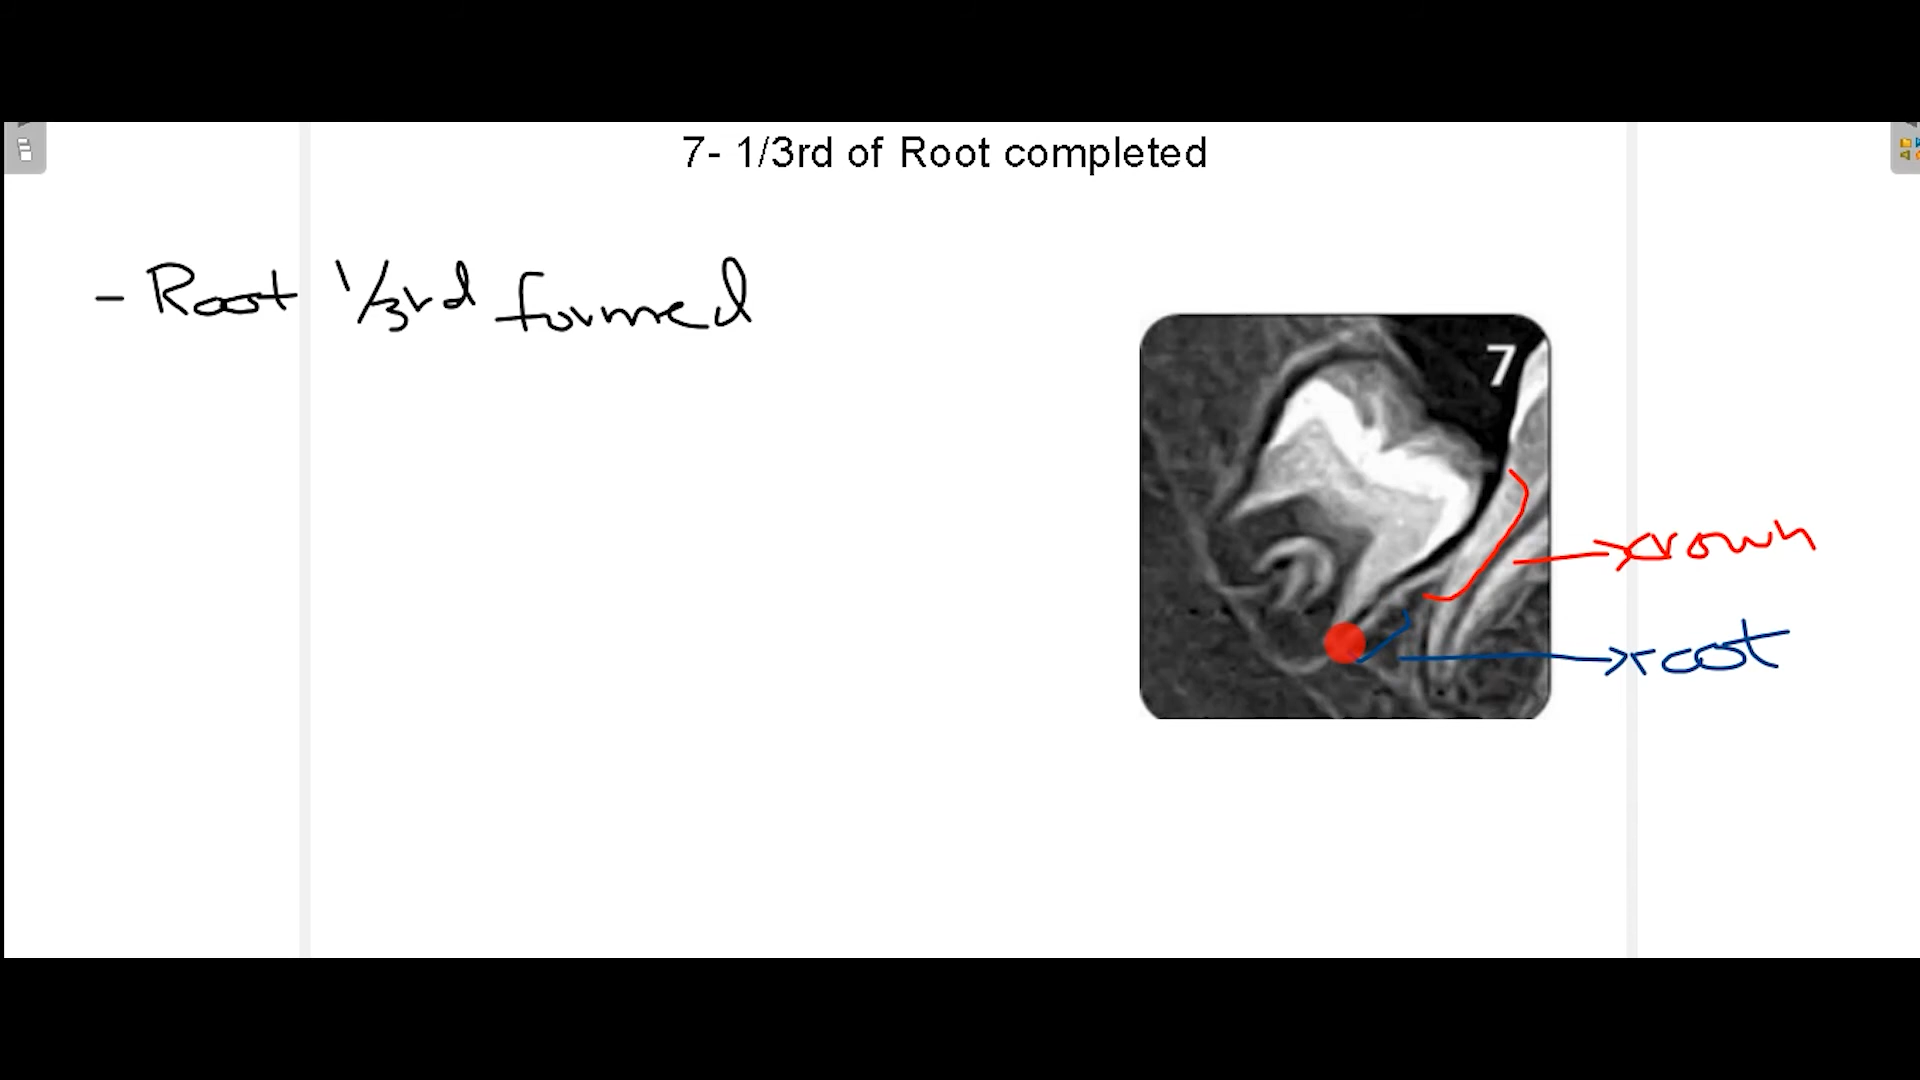 7- 1/3rd of Root completed
- Root 1/3rd formed
7
crown
root